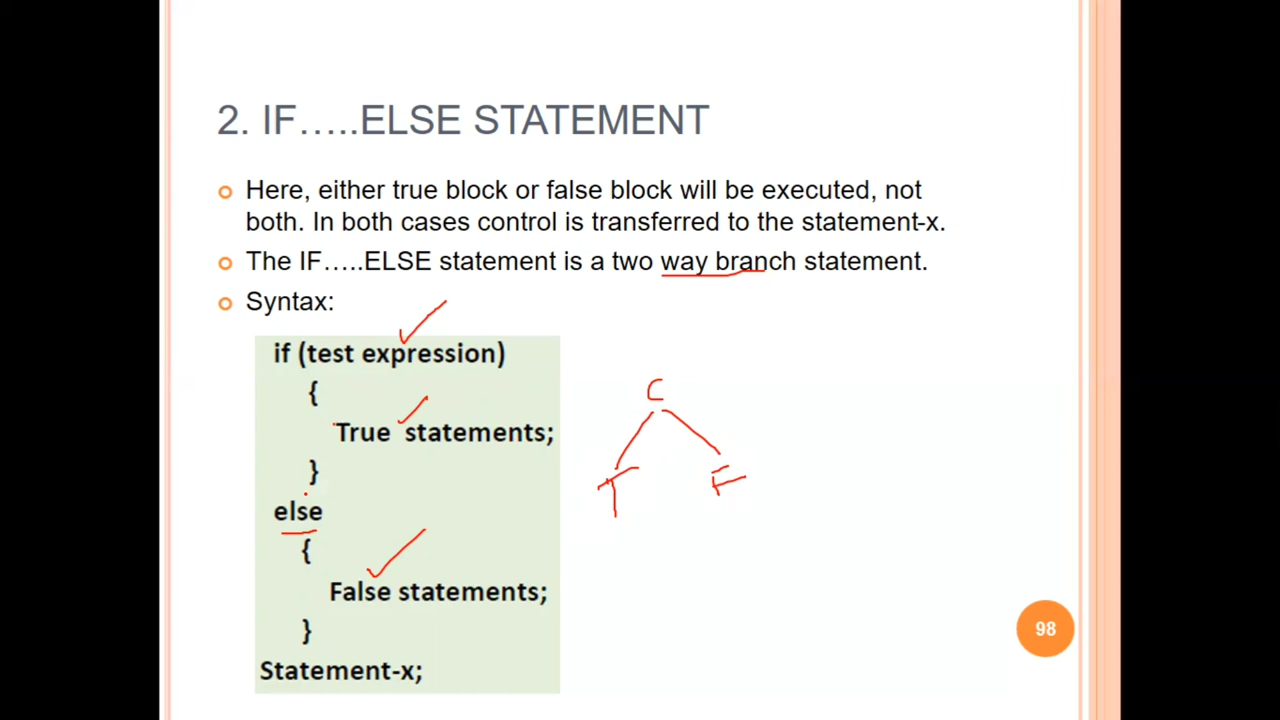 2. IF…..ELSE STATEMENT
Here, either true block or false block will be executed, not
both. In both cases control is transferred to the statement-x.
The IF…..ELSE statement is a two way branch statement.
Syntax:
if (test expression)
{
True statements;
}
else
{
False statements;
}
Statement-x;
C
T F
98